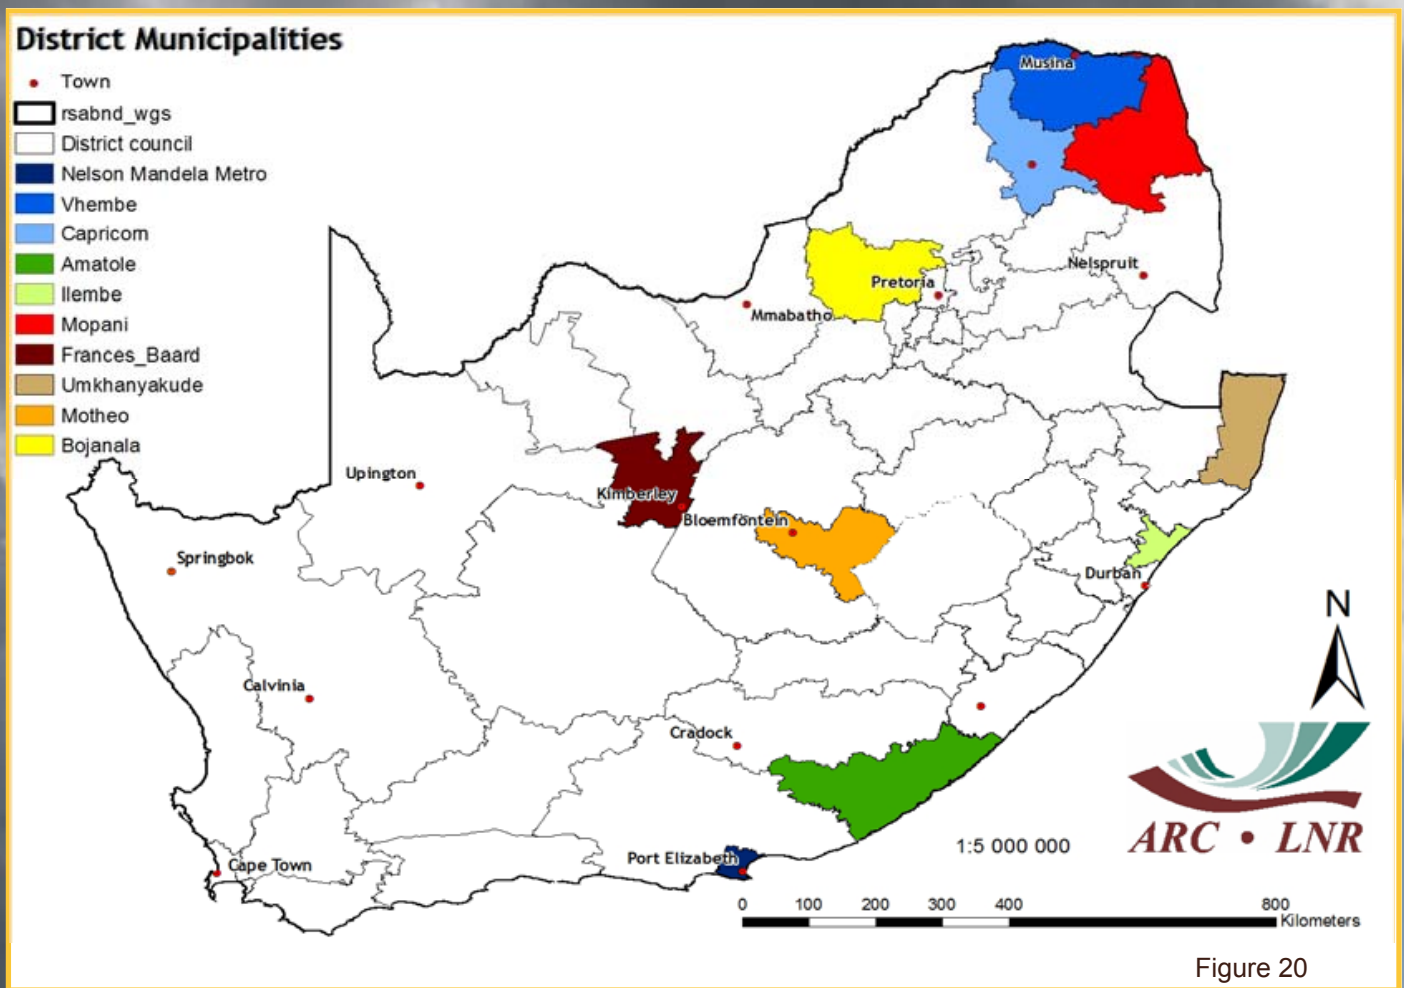 District Municipalities
Town
rsabnd_wgs
District council
Nelson Mandela Metro
Vhembe
Capricorn
Amatole
Ilembe
Mopani
Frances_Baard
Umkhanyakude
Motheo
Bojanala
Musina
Nelspruit
Pretoria
Mmabatho
Upington
Kimberley
Bloemfontein
Springbok
Durban
N
Calvinia
Cradock
ARC • LNR
1:5 000 000
Port Elizabeth
Cape Town
0 100 200 300 400 800
Kilometers
Figure 20